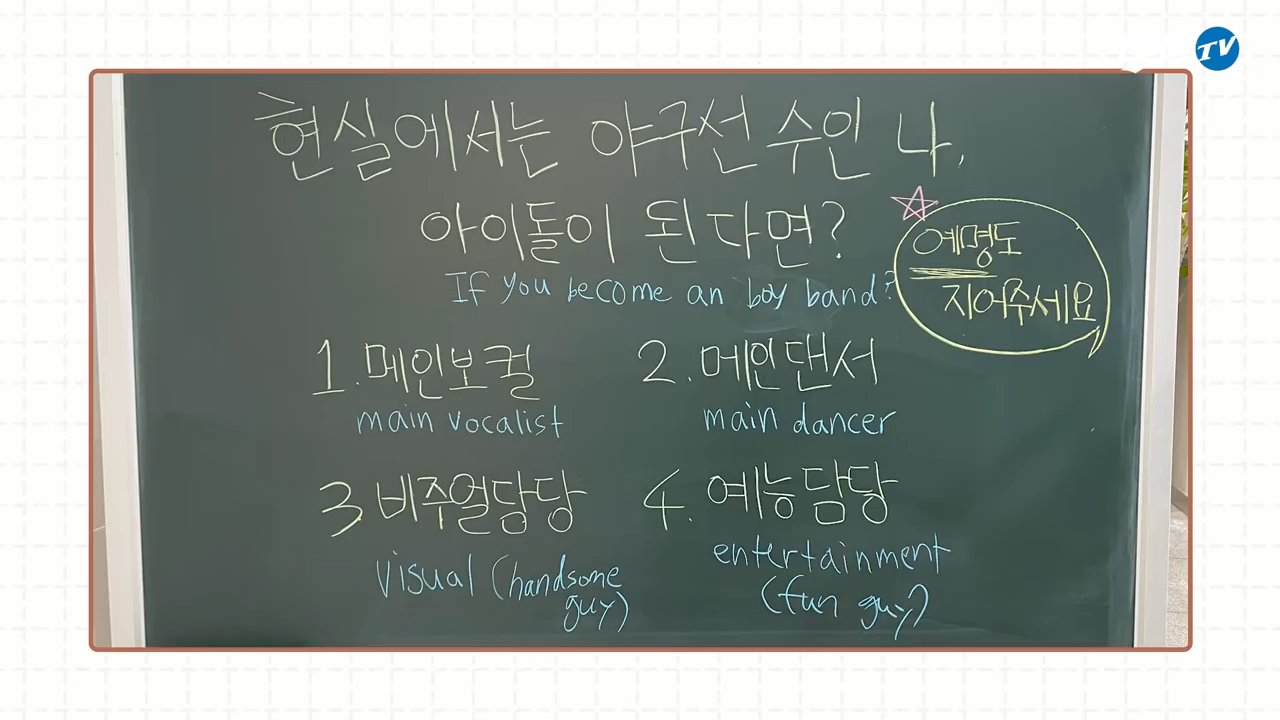 TV
현실에서는 야구선수인 나,
아이돌이 된다면?
If you become an boy band?
☆
예명도
지어주세요
1. 메인보컬
main vocalist
2. 메인댄서
main dancer
3 비주얼담당
visual (handsome
guy)
4. 예능담당
entertainment
(fun guy)